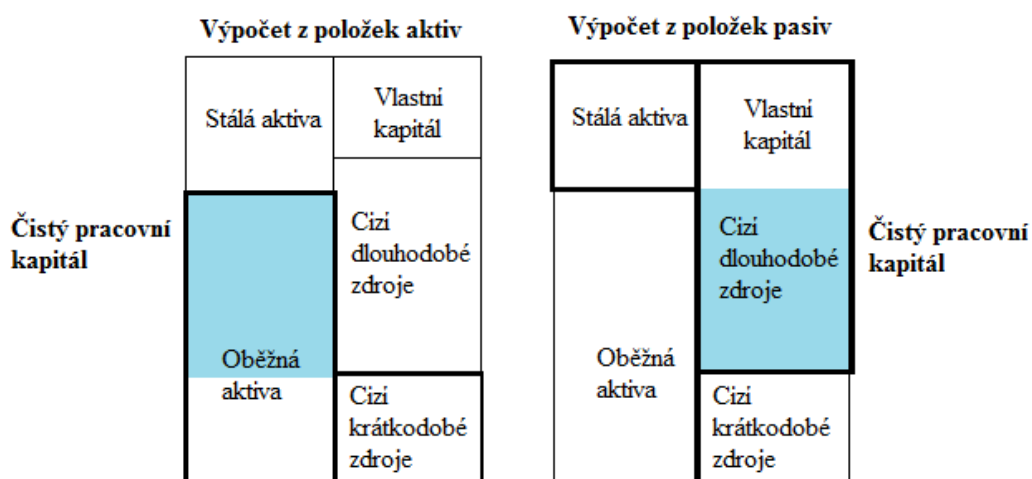 Výpočet z položek aktiv
Výpočet z položek pasiv
Čistý pracovní
kapitál
Stálá aktiva
Vlastní
kapitál
Cizí
dlouhodobé
zdroje
Oběžná
aktiva
Cizí
krátkodobé
zdroje
Stálá aktiva
Vlastní
kapitál
Cizí
dlouhodobé
zdroje
Oběžná
aktiva
Cizí
krátkodobé
zdroje
Čistý pracovní
kapitál